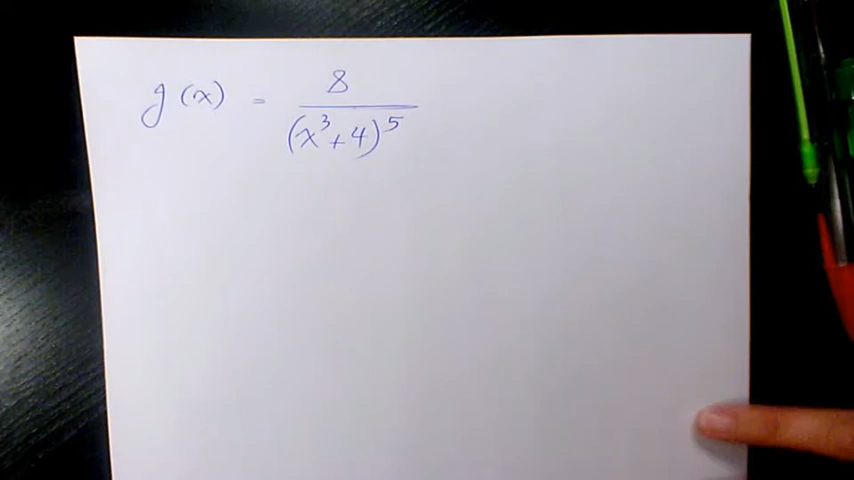 g(x) = 8 / (x³+4)⁵